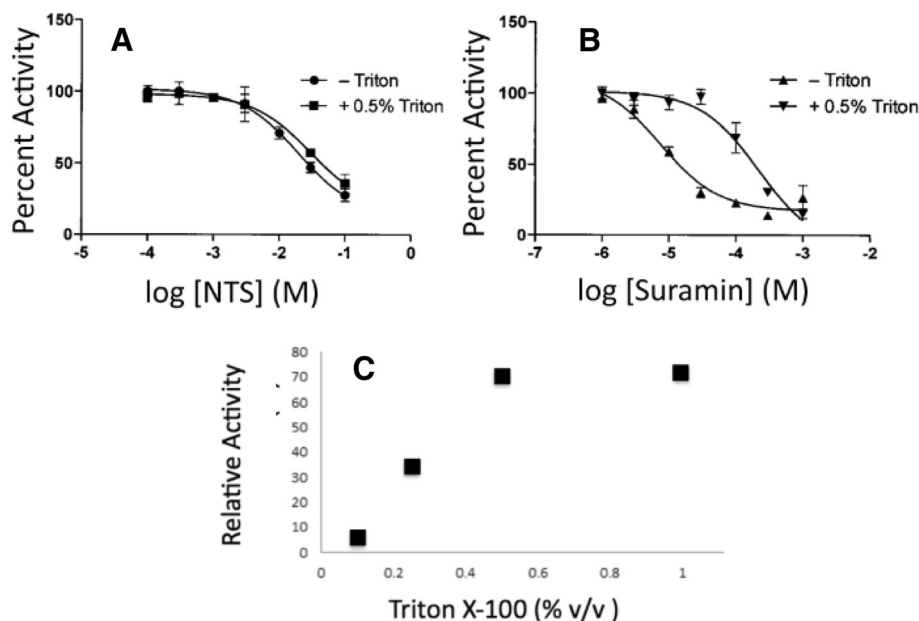 A
150
100
50
0
Percent Activity
– Triton
+ 0.5% Triton
-5 -4 -3 -2 -1 0
log [NTS] (M)
B
150
100
50
0
Percent Activity
– Triton
+ 0.5% Triton
-7 -6 -5 -4 -3 -2
log [Suramin] (M)
C
80
70
60
50
40
30
20
10
0
Relative Activity
0 0.2 0.4 0.6 0.8 1
Triton X-100 (% v/v )